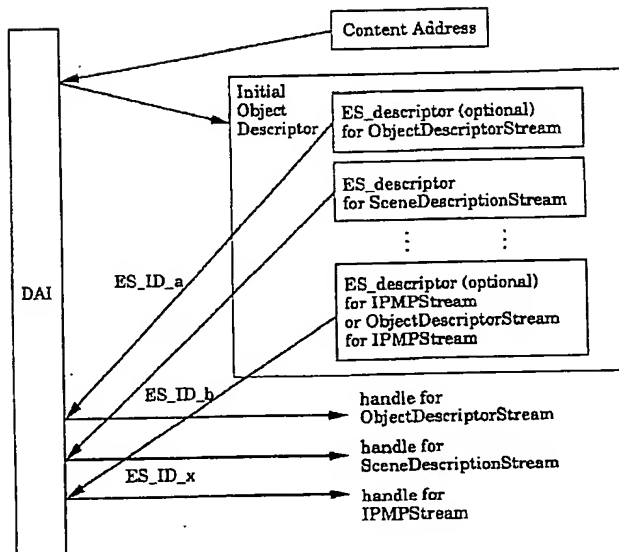 Content Address
Initial
Object
Descriptor
ES_descriptor (optional)
for ObjectDescriptorStream
ES_descriptor
for SceneDescriptionStream
ES_descriptor (optional)
for IPMPStream
or ObjectDescriptorStream
for IPMPStream
DAI
ES_ID_a
ES_ID_b
handle for
ObjectDescriptorStream
handle for
SceneDescriptionStream
ES_ID_x
handle for
IPMPStream